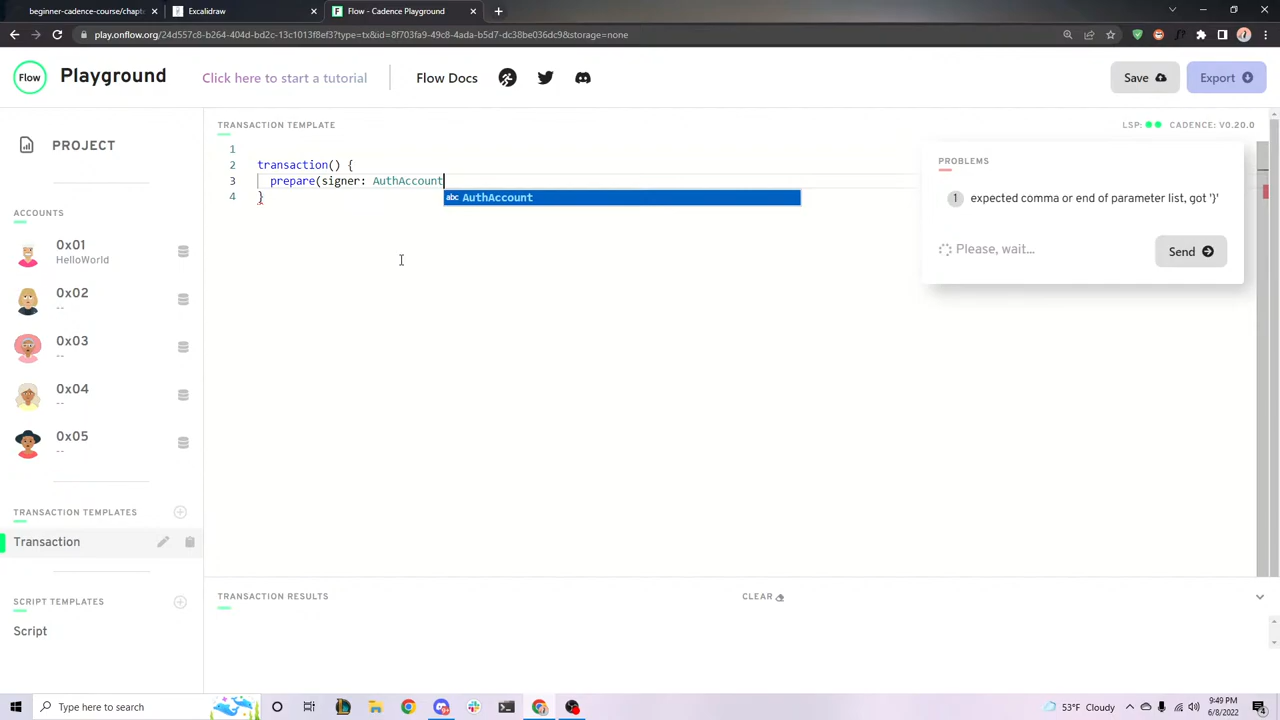 beginner-cadence-course/chapt
Excalidraw
Flow - Cadence Playground
play.onflow.org/24d557c8-b264-404d-bd2c-13c1013f8ef3?type=tx&id=8f703fa9-49c8-4ada-b5d7-dc38be036dc9&storage=none
Flow
Playground
Click here to start a tutorial
Flow Docs
Save
Export
PROJECT
ACCOUNTS
0x01
HelloWorld
0x02
--
0x03
--
0x04
--
0x05
--
TRANSACTION TEMPLATES
Transaction
SCRIPT TEMPLATES
Script
TRANSACTION TEMPLATE
LSP:
CADENCE: V0.20.0
1
2 transaction() {
3 prepare(signer: AuthAccount
4 }
abc AuthAccount
PROBLEMS
1 expected comma or end of parameter list, got '}'
Please, wait...
Send
TRANSACTION RESULTS
CLEAR
Type here to search
53°F Cloudy
9:49 PM
6/8/2022